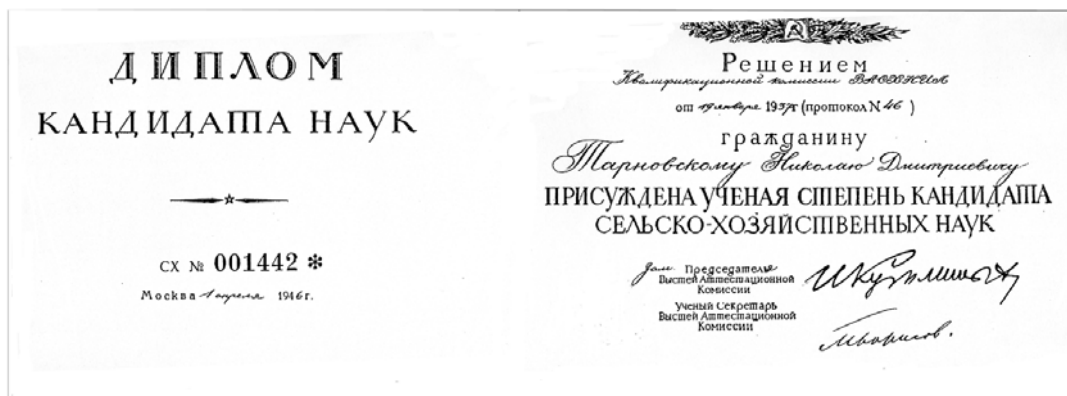 ДИПЛОМ
КАНДИДАТА НАУК
СХ № 001442 *
Москва 1 апреля 1946г.
Решением
Квалификационной комиссии ВАСХНИЛ
от 19 января 1937 (протокол N 46 )
гражданину
Тарновскому Николаю Дмитриевичу
ПРИСУЖДЕНА УЧЕНАЯ СТЕПЕНЬ КАНДИДАТА
СЕЛЬСКО-ХОЗЯЙСТВЕННЫХ НАУК
Зам. Председателя
Высшей Аттестационной
Комиссии
Ученый Секретарь
Высшей Аттестационной
Комиссии